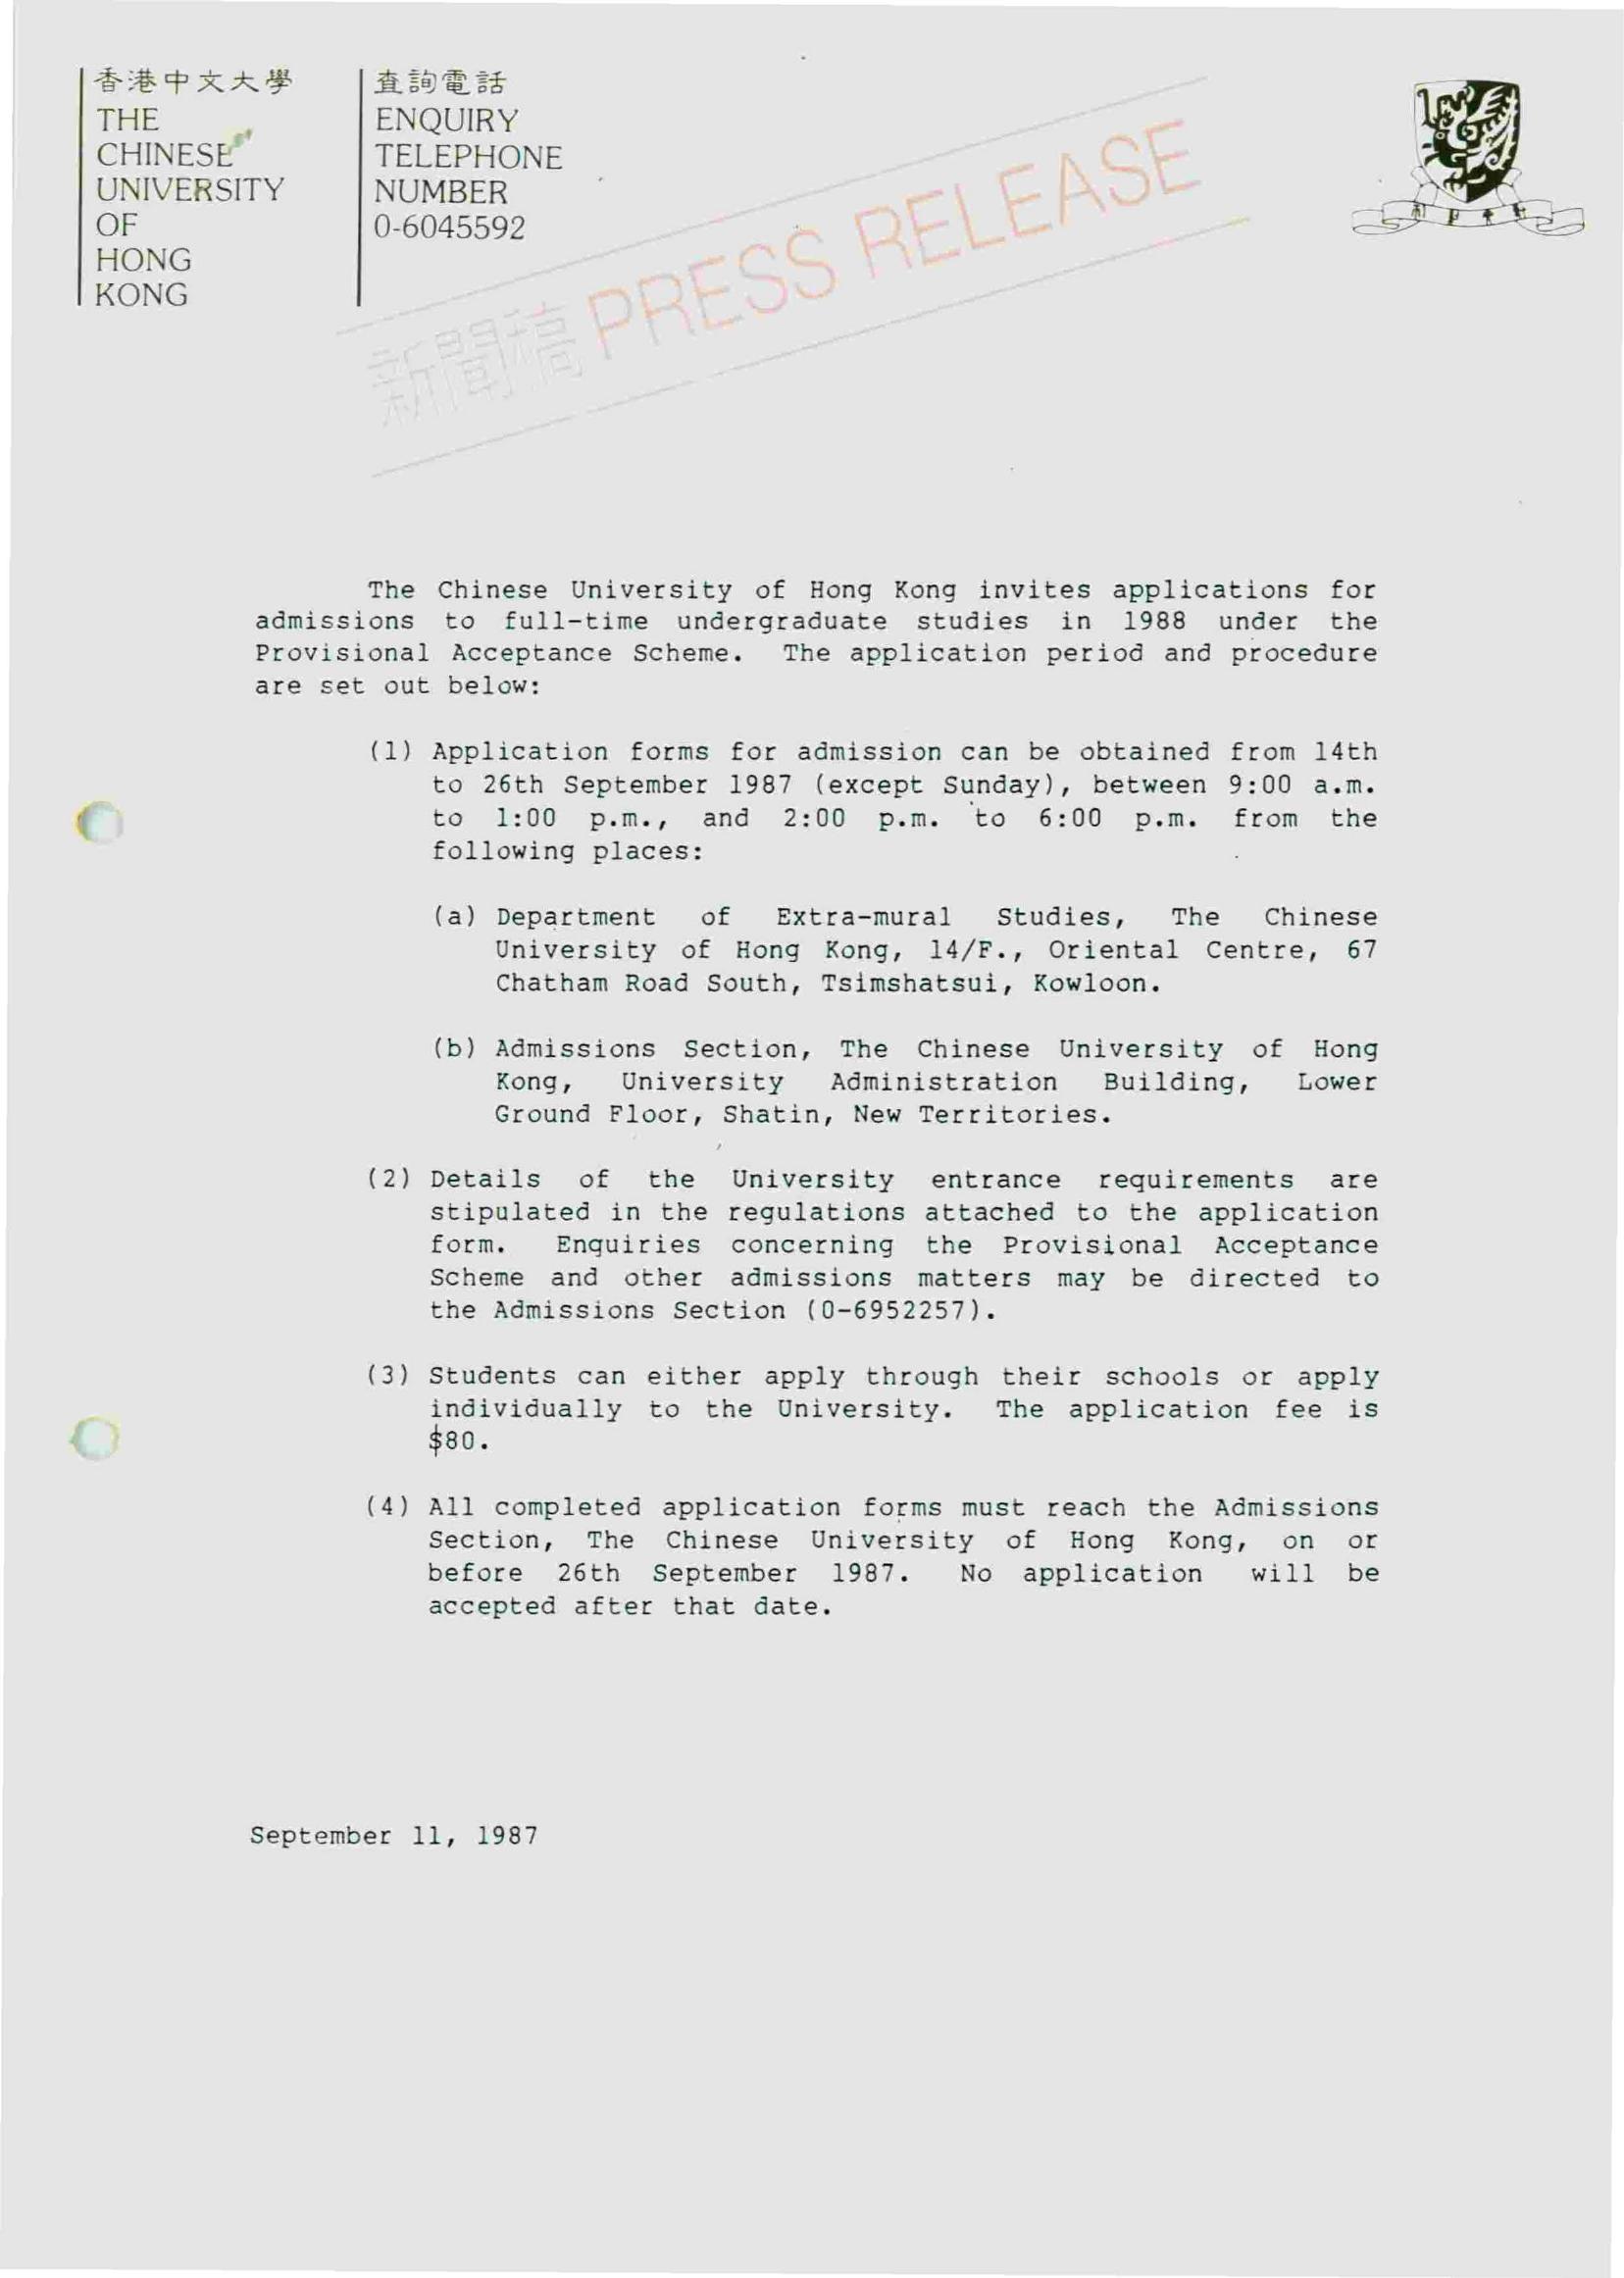 香港中文大學
THE
CHINESE
UNIVERSITY
OF
HONG
KONG
查詢電話
ENQUIRY
TELEPHONE
NUMBER
0-6045592
新聞稿 PRESS RELEASE
The Chinese University of Hong Kong invites applications for
admissions to full-time undergraduate studies in 1988 under the
Provisional Acceptance Scheme. The application period and procedure
are set out below:
(1) Application forms for admission can be obtained from 14th
to 26th September 1987 (except Sunday), between 9:00 a.m.
to 1:00 p.m., and 2:00 p.m. to 6:00 p.m. from the
following places:
(a) Department of Extra-mural Studies, The Chinese
University of Hong Kong, 14/F., Oriental Centre, 67
Chatham Road South, Tsimshatsui, Kowloon.
(b) Admissions Section, The Chinese University of Hong
Kong, University Administration Building, Lower
Ground Floor, Shatin, New Territories.
(2) Details of the University entrance requirements are
stipulated in the regulations attached to the application
form. Enquiries concerning the Provisional Acceptance
Scheme and other admissions matters may be directed to
the Admissions Section (0-6952257).
(3) Students can either apply through their schools or apply
individually to the University. The application fee is
$80.
(4) All completed application forms must reach the Admissions
Section, The Chinese University of Hong Kong, on or
before 26th September 1987. No application will be
accepted after that date.
September 11, 1987